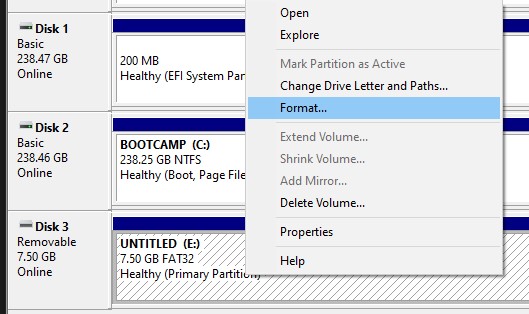 Disk 1
Basic
238.47 GB
Online
200 MB
Healthy (EFI System Par
Disk 2
Basic
238.46 GB
Online
BOOTCAMP (C:)
238.25 GB NTFS
Healthy (Boot, Page File
Disk 3
Removable
7.50 GB
Online
UNTITLED (E:)
7.50 GB FAT32
Healthy (Primary Partition)
Open
Explore
Mark Partition as Active
Change Drive Letter and Paths...
Format...
Extend Volume...
Shrink Volume...
Add Mirror...
Delete Volume...
Properties
Help